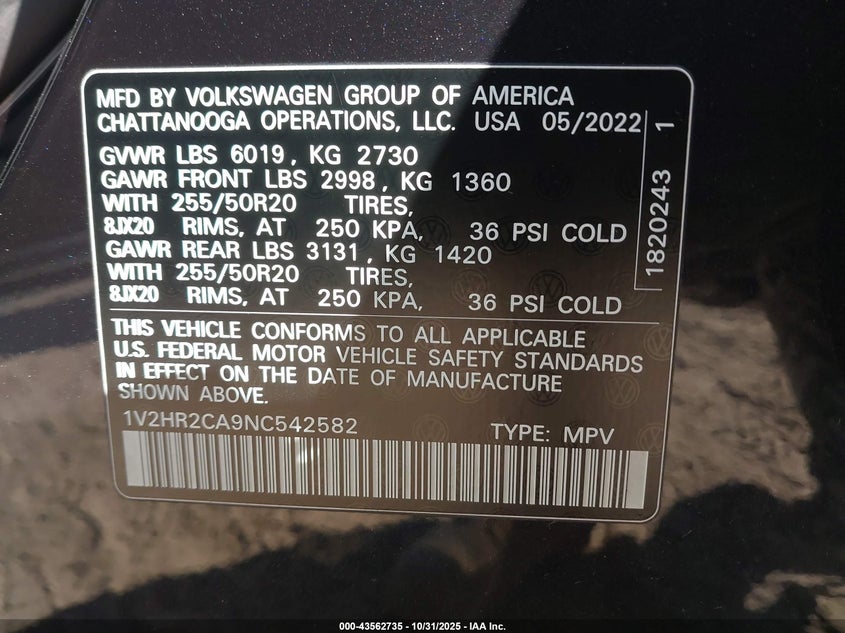 MFD BY VOLKSWAGEN GROUP OF AMERICA
CHATTANOOGA OPERATIONS, LLC. USA 05/2022
GVWR LBS 6019, KG 2730
GAWR FRONT LBS 2998, KG 1360
WITH 255/50R20 TIRES,
8JX20 RIMS, AT 250 KPA, 36 PSI COLD
GAWR REAR LBS 3131, KG 1420
WITH 255/50R20 TIRES,
8JX20 RIMS, AT 250 KPA, 36 PSI COLD
1820243 1
THIS VEHICLE CONFORMS TO ALL APPLICABLE
U.S. FEDERAL MOTOR VEHICLE SAFETY STANDARDS
IN EFFECT ON THE DATE OF MANUFACTURE
SHOWN ABOVE.
1V2HR2CA9NC542582 TYPE: MPV
000-43562735 - 10/31/2025 - IAA Inc.